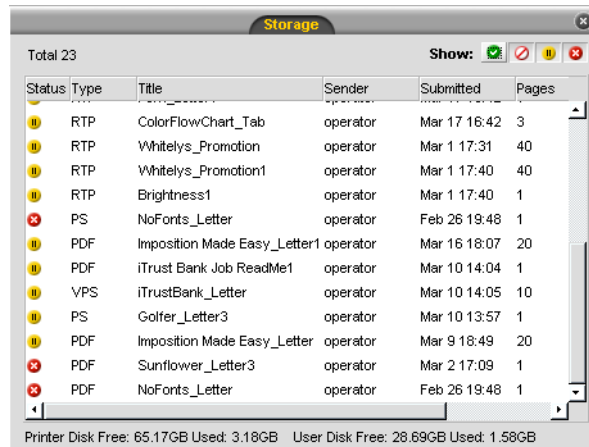 Storage
Total 23 Show:
Status Type Title Sender Submitted Pages
RTP ColorFlowChart_Tab operator Mar 17 16:42 3
RTP Whitelys_Promotion operator Mar 1 17:31 40
RTP Whitelys_Promotion1 operator Mar 1 17:40 40
RTP Brightness1 operator Mar 1 17:40 1
PS NoFonts_Letter operator Feb 26 19:48 1
PDF Imposition Made Easy_Letter1 operator Mar 16 18:07 20
PDF iTrust Bank Job ReadMe1 operator Mar 10 14:04 1
VPS iTrustBank_Letter operator Mar 10 14:05 10
PS Golfer_Letter3 operator Mar 10 13:57 1
PDF Imposition Made Easy_Letter operator Mar 9 18:49 20
PDF Sunflower_Letter3 operator Mar 2 17:09 1
PDF NoFonts_Letter operator Feb 26 19:48 1
Printer Disk Free: 65.17GB Used: 3.18GB User Disk Free: 28.69GB Used: 1.58GB